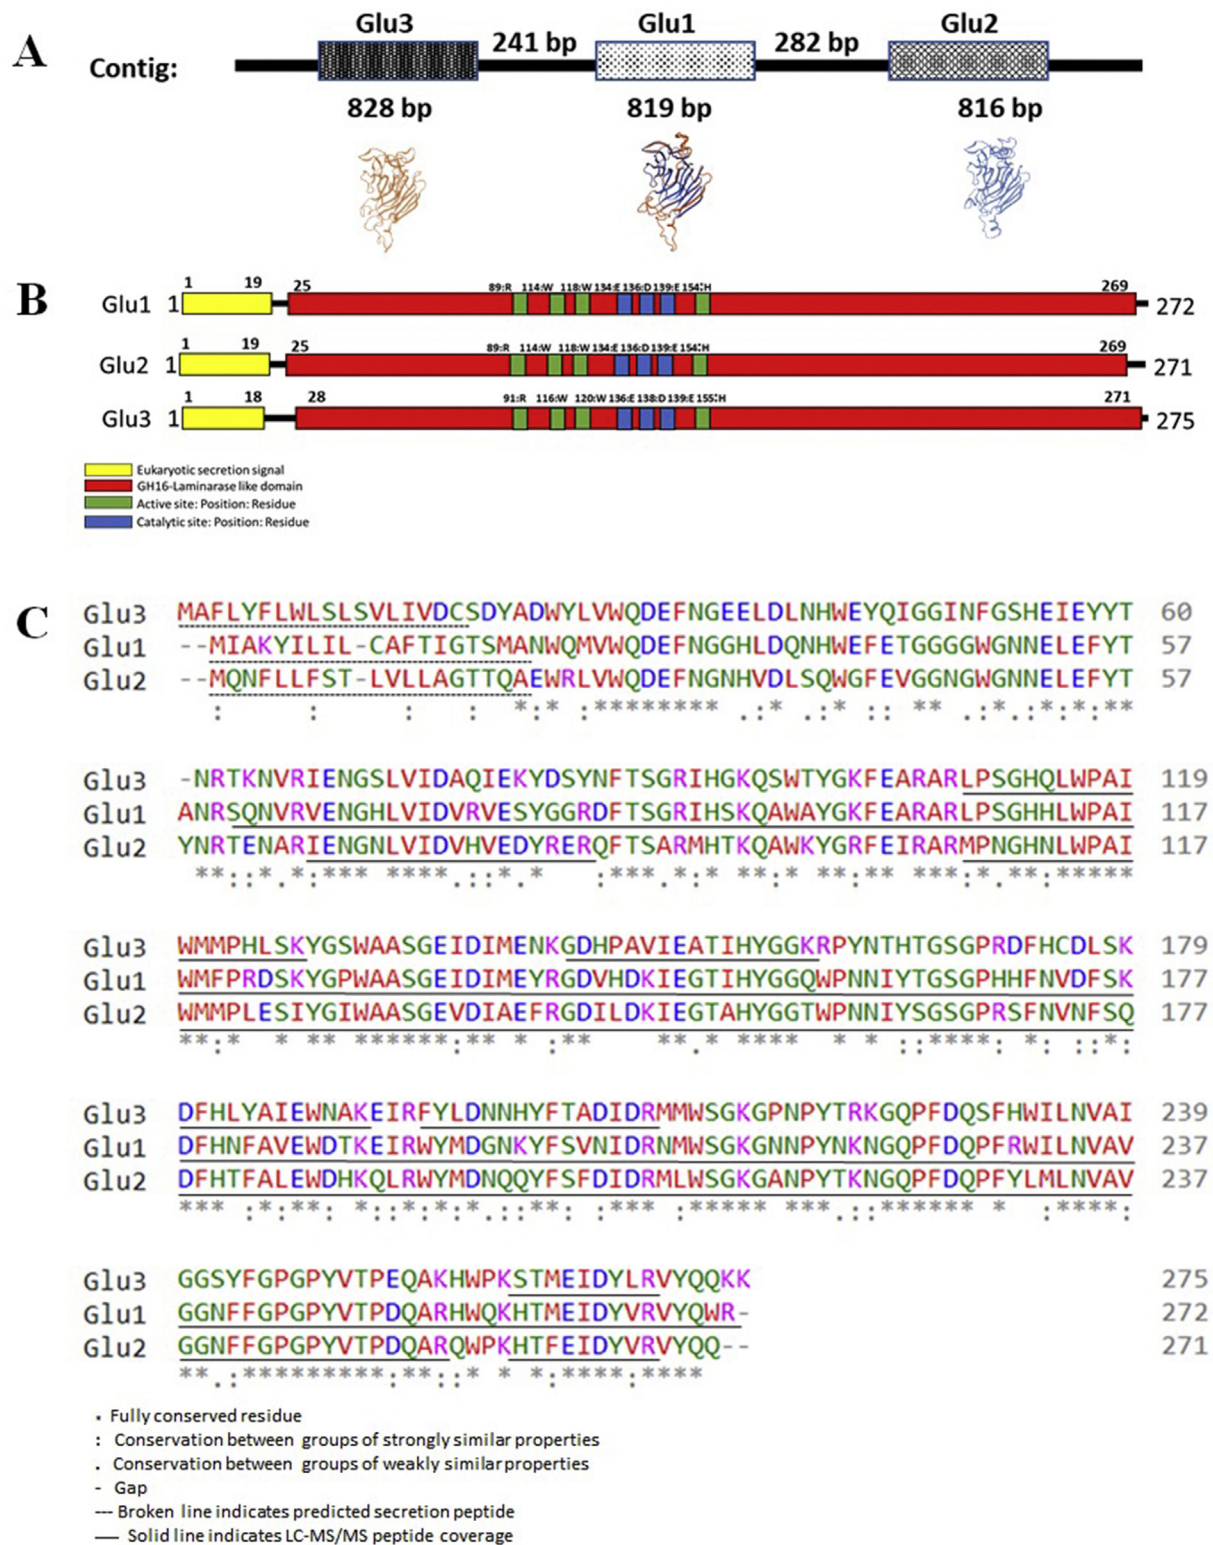 A
Glu3 Glu1 Glu2
241 bp 282 bp
Contig:
828 bp 819 bp 816 bp
B
1 19 25 89:R 114:W 118:W 134:E 136:D 139:E 154:H 269
Glu1 1 272
1 19 25 89:R 114:W 118:W 134:E 136:D 139:E 154:H 269
Glu2 1 271
1 18 28 91:R 116:W 120:W 136:E 138:D 139:E 155:H 271
Glu3 1 275
Eukaryotic secretion signal
GH16-Laminarase like domain
Active site: Position: Residue
Catalytic site: Position: Residue
C
Glu3 MAFLYFLWLSLSVLIVDCSDYADWYLVWQDEFNGEELDLNHWEYQIGGINFGSHEIEYYT 60
Glu1 --MIAKYILIL-CAFTIGTSMANWQMVWQDEFNGGHLDQNHWEFETGGGGWGNNELEFYT 57
Glu2 --MQNFLLFST-LVLLAGTTQAEWRLVWQDEFNGNHVDLSQWGFEVGGNGWGNNELEFYT 57
: : : : *:* :******** .:* .:* :: ** .:*.:*:*:**
Glu3 -NRTKNVRIENGSLVIDAQIEKYDSYNFTSGRIHGKQSWTYGKFEARARLPSGHQLWPAI 119
Glu1 ANRSQNVRVENGHLVIDVRVESYGGRDFTSGRIHSKQAWAYGKFEARARLPSGHHLWPAI 117
Glu2 YNRTENARIENGNLVIDVHVEDYRERQFTSARMHTKQAWKYGRFEIRARMPNGHNLWPAI 117
**::*.*:*** ****.::*.* :***.*:* **:* **:** ***:*.**:*****
Glu3 WMMPHLSKYGSWAASGEIDIMENKGDHPAVIEATIHYGGKRPYNTHTGSGPRDFHCDLSK 179
Glu1 WMFPRDSKYGPWAASGEIDIMEYRGDVHDKIEGTIHYGGQWPNNIYTGSGPHHFNVDFSK 177
Glu2 WMMPLESIYGIWAASGEVDIAEFRGDILDKIEGTAHYGGTWPNNIYSGSGPRSFNVNFSQ 177
**:* * ** ******:** * :** **.* **** * * ::****: *: ::*:
Glu3 DFHLYAIEWNAKEIRFYLDNNHYFTADIDRMMWSGKGPNPYTRKGQPFDQSFHWILNVAI 239
Glu1 DFHNFAVEWDTKEIRWYMDGNKYFSVNIDRNMWSGKGNNPYNKNGQPFDQPFRWILNVAV 237
Glu2 DFHTFALEWDHKQLRWYMDNQQYFSFDIDRMLWSGKGANPYTKNGQPFDQPFYLMLNVAV 237
*** :*:**: *::*:*:*.::**: :*** :***** ***.::****** * :****:
Glu3 GGSYFGPGPYVTPEQAKHWPKSTMEIDYLRVYQQKK 275
Glu1 GGNFFGPGPYVTPDQARHWQKHTMEIDYVRVYQWR- 272
Glu2 GGNFFGPGPYVTPDQARQWPKHTFEIDYVRVYQQ-- 271
**.:*********:**::* * *:****:****
* Fully conserved residue
: Conservation between groups of strongly similar properties
. Conservation between groups of weakly similar properties
- Gap
--- Broken line indicates predicted secretion peptide
— Solid line indicates LC-MS/MS peptide coverage